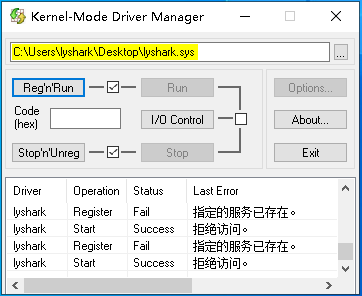 Kernel-Mode Driver Manager
C:\Users\lyshark\Desktop\lyshark.sys
...
Reg'n'Run Run Options...
Code (hex) I/O Control About...
Stop'n'Unreg Stop Exit
Driver Operation Status Last Error
lyshark Register Fail 指定的服务已存在。
lyshark Start Success 拒绝访问。
lyshark Register Fail 指定的服务已存在。
lyshark Start Success 拒绝访问。